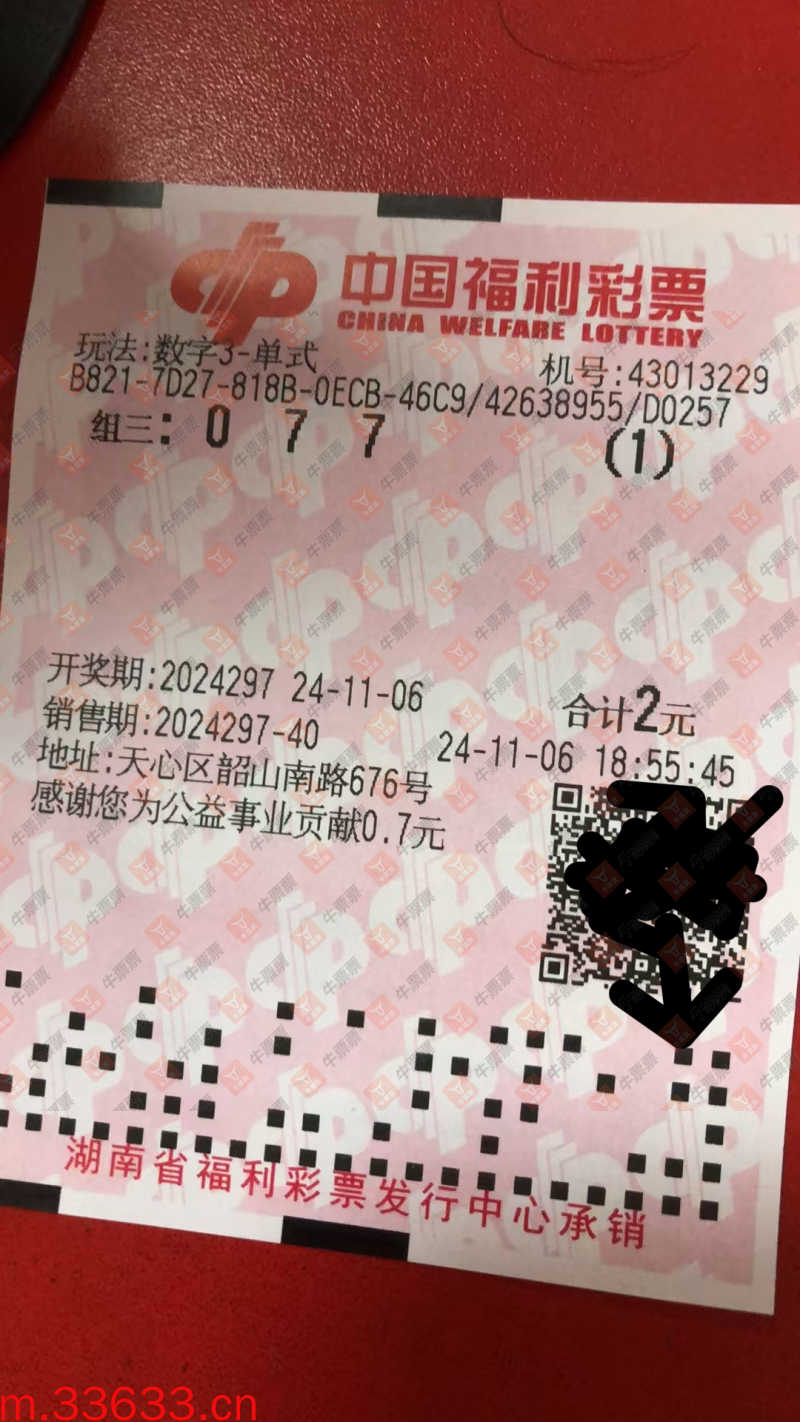 中国福利彩票
CHINA WELFARE LOTTERY
玩法:数字3-单式 机号:43013229
B821-7D27-818B-0ECB-46C9/42638955/D0257
组三: 0 7 7 (1)
开奖期:2024297 24-11-06 合计2元
销售期:2024297-40 24-11-06 18:55:45
地址:天心区韶山南路676号
感谢您为公益事业贡献0.7元
湖南省福利彩票发行中心承销
牛票票
m.33633.cn